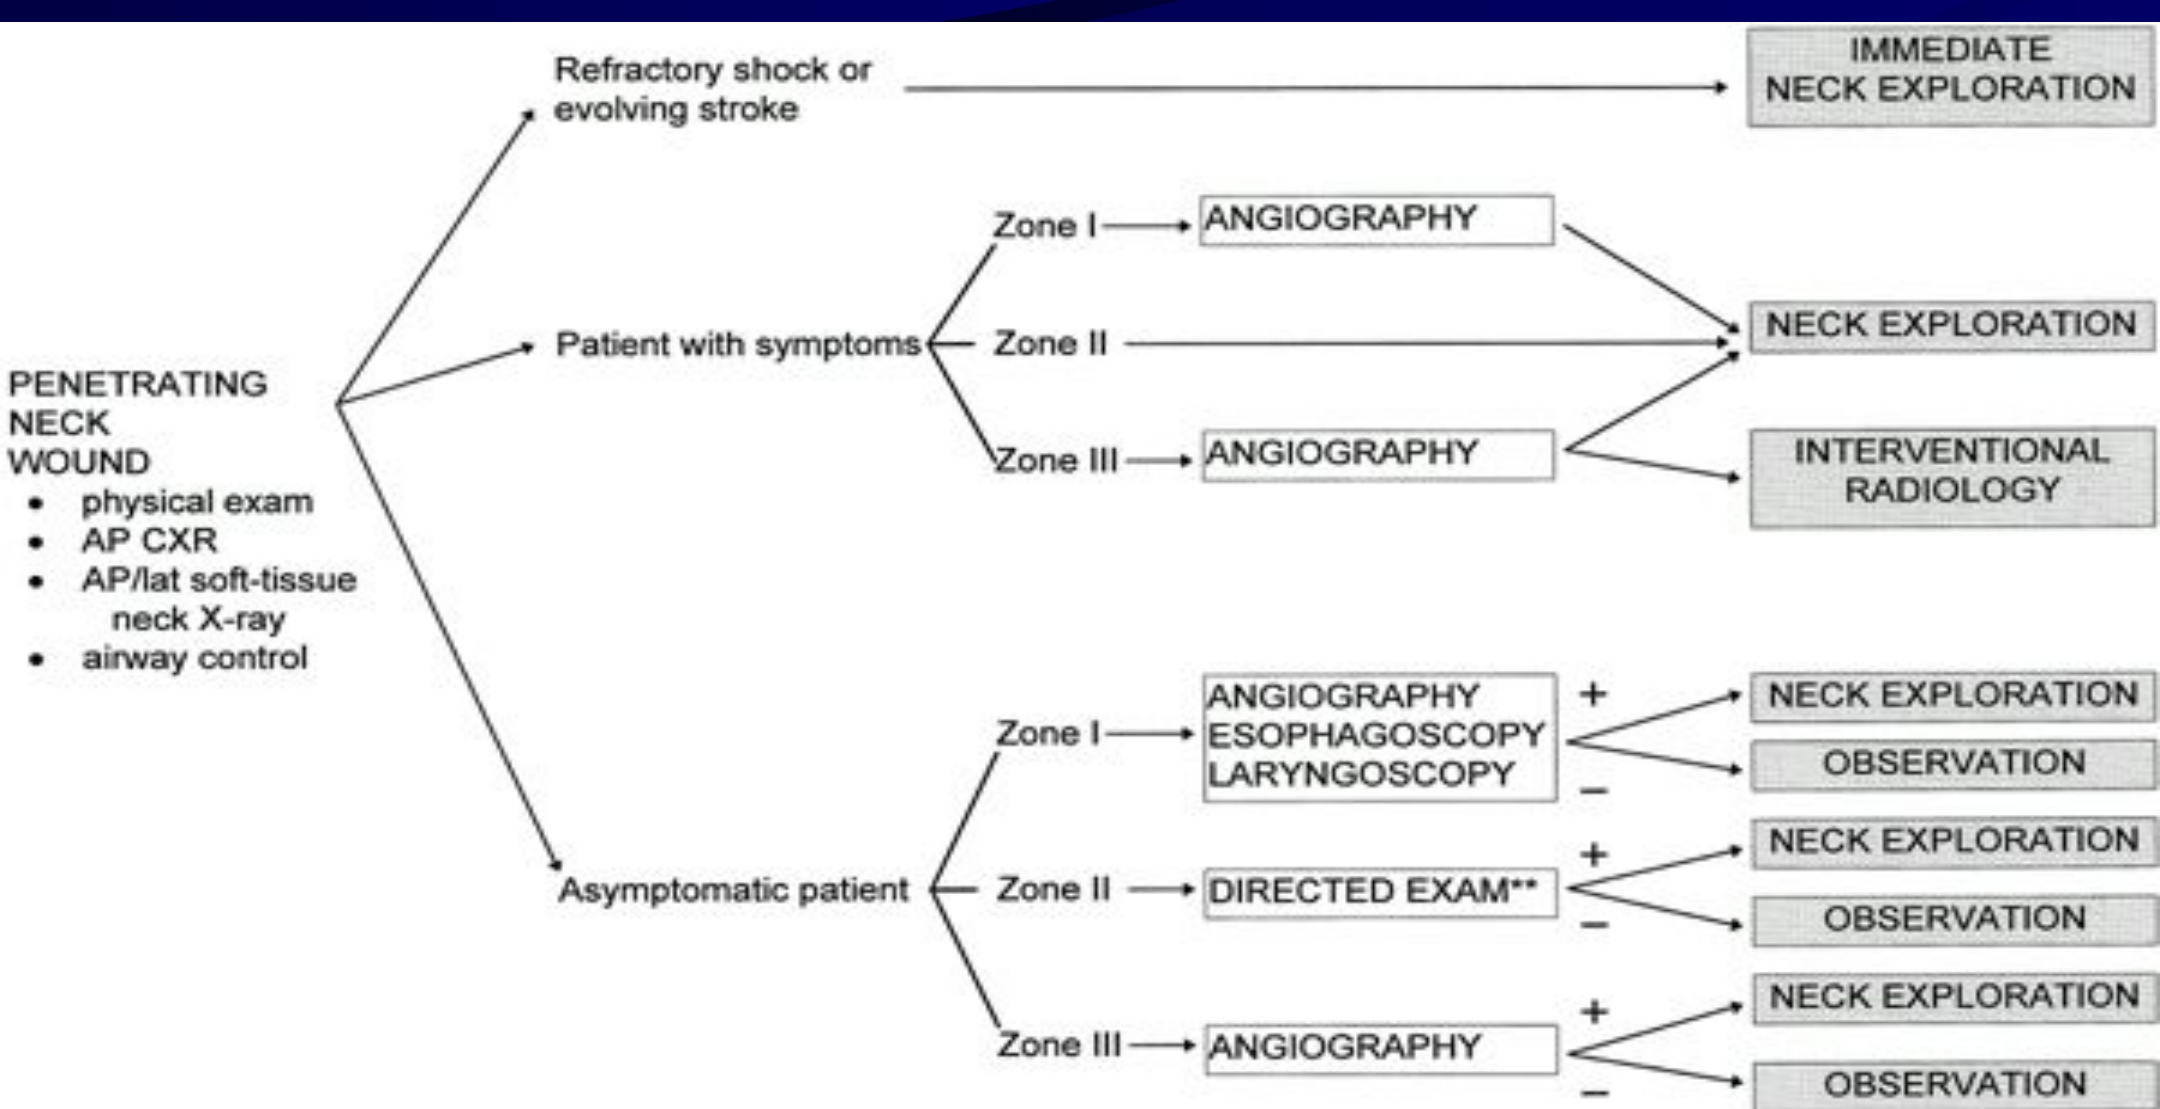 PENETRATING
NECK
WOUND
• physical exam
• AP CXR
• AP/lat soft-tissue
neck X-ray
• airway control
Refractory shock or
evolving stroke
IMMEDIATE
NECK EXPLORATION
Patient with symptoms
Zone I
ANGIOGRAPHY
Zone II
NECK EXPLORATION
Zone III
ANGIOGRAPHY
INTERVENTIONAL
RADIOLOGY
Asymptomatic patient
Zone I
ANGIOGRAPHY
ESOPHAGOSCOPY
LARYNGOSCOPY
+
NECK EXPLORATION
–
OBSERVATION
Zone II
DIRECTED EXAM**
+
NECK EXPLORATION
–
OBSERVATION
Zone III
ANGIOGRAPHY
+
NECK EXPLORATION
–
OBSERVATION